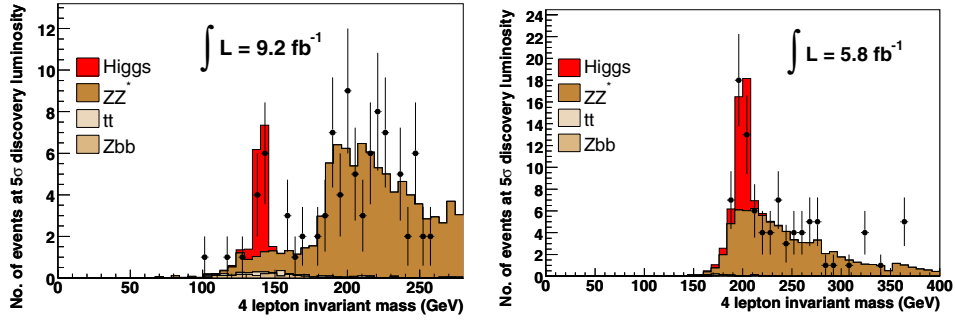 No. of events at 5σ discovery luminosity
12
10
8
6
4
2
0
∫ L = 9.2 fb⁻¹
Higgs
ZZ*
tt
Zbb
0 50 100 150 200 250
4 lepton invariant mass (GeV)
No. of events at 5σ discovery luminosity
24
22
20
18
16
14
12
10
8
6
4
2
0
∫ L = 5.8 fb⁻¹
Higgs
ZZ*
tt
Zbb
0 50 100 150 200 250 300 350 400
4 lepton invariant mass (GeV)